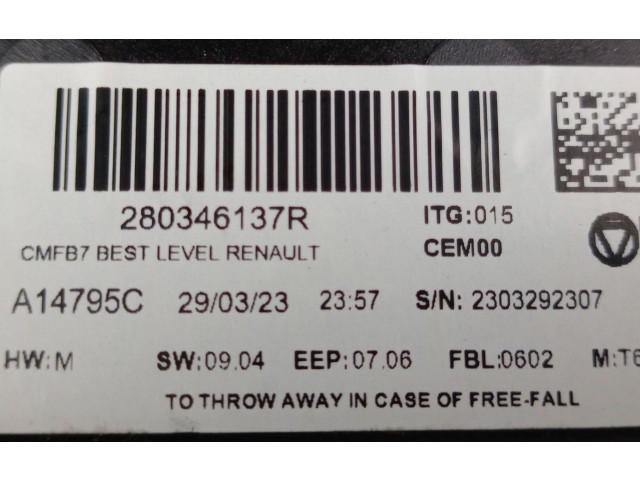 280346137R ITG:015
CMFB7 BEST LEVEL RENAULT CEM00
A14795C 29/03/23 23:57 S/N: 2303292307
HW:M SW:09.04 EEP:07.06 FBL:0602 M:T6
TO THROW AWAY IN CASE OF FREE-FALL